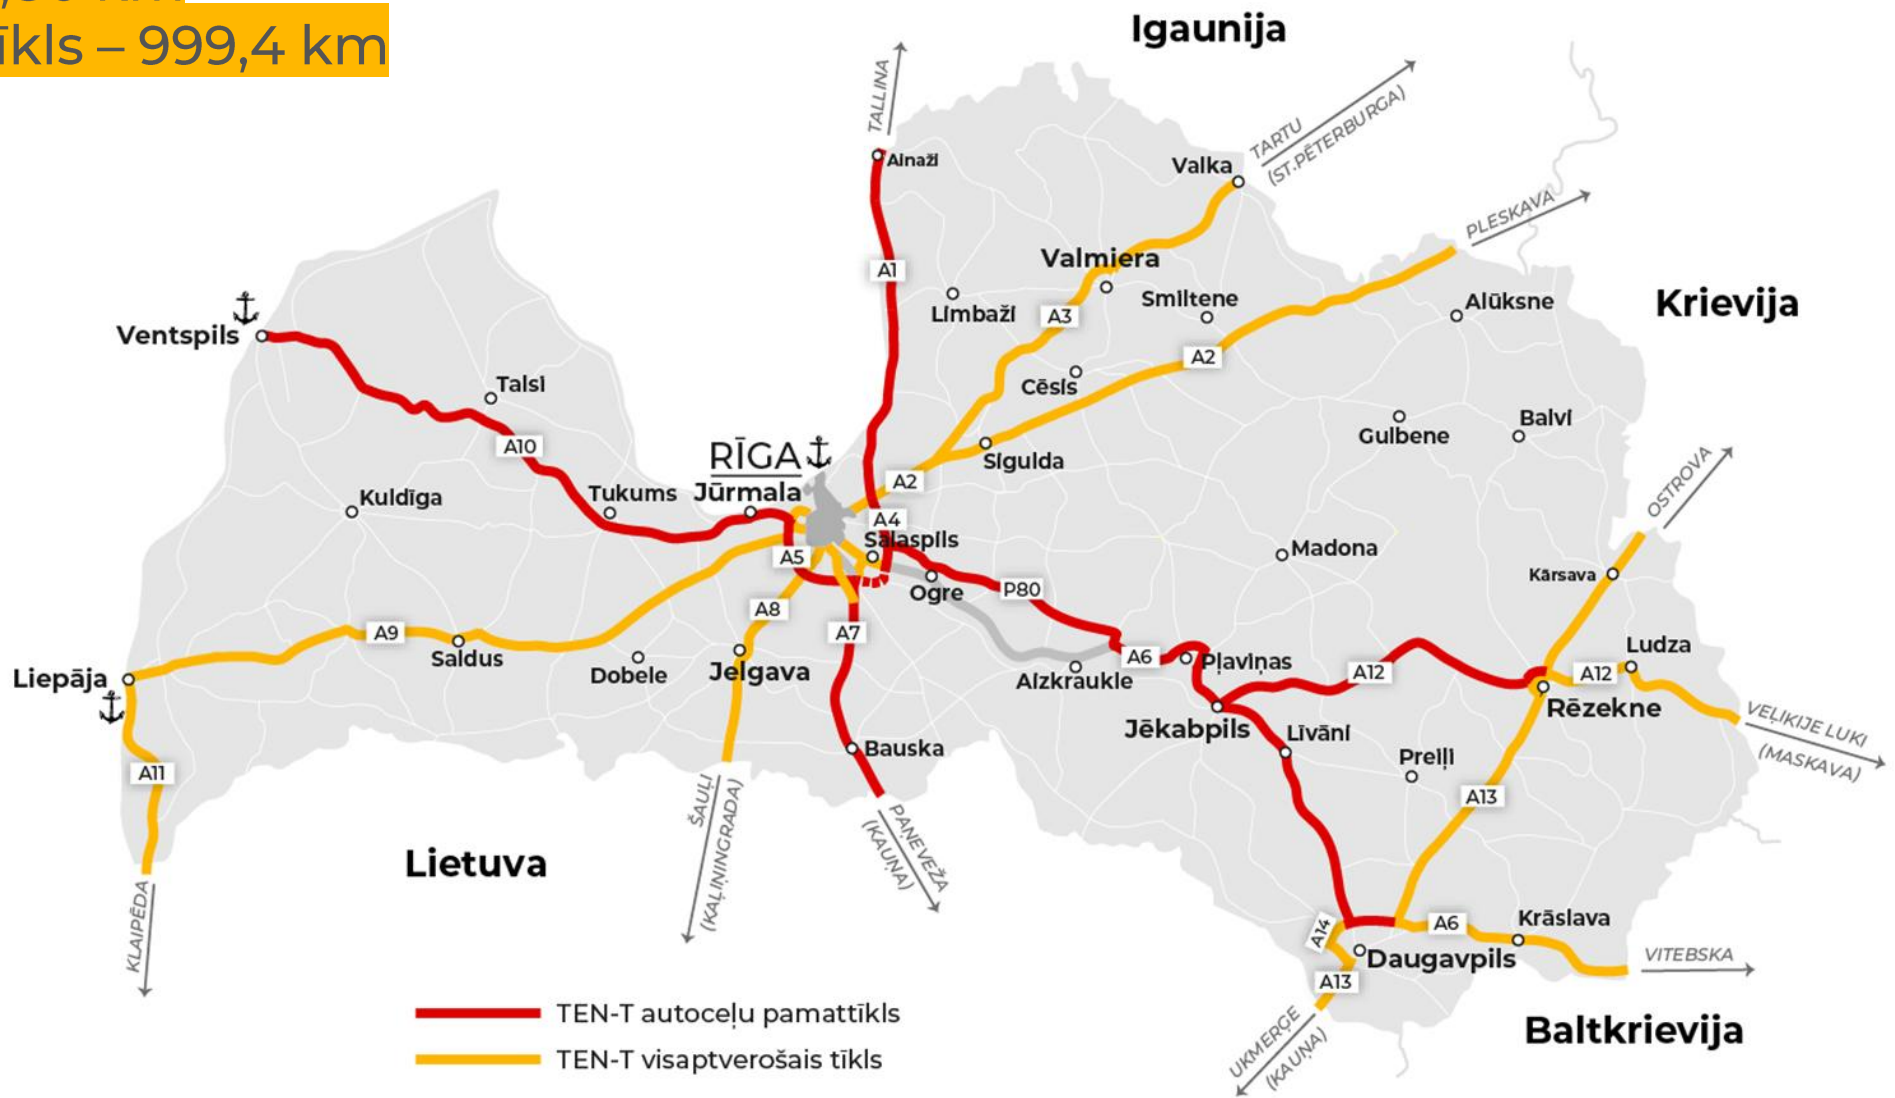 īkls – 999,4 km
Igaunija
TALLINA
Ainaži
TARTU
(ST.PĒTERBURGA)
Valka
PLESKAVA
A1
Valmiera
Smiltene
Limbaži
A3
Alūksne
Krievija
Ventspils
A2
Talsi
Cēsis
Gulbene
Balvi
A10
RĪGA
Sigulda
OSTROVA
Kuldīga
Tukums
Jūrmala
A2
A4
Salaspils
A5
Madona
Kārsava
Ogre
P80
A8
A9
Saldus
A7
A6
Pļaviņas
A12
A12
Ludza
Liepāja
Dobele
Jelgava
Aizkraukle
Rēzekne
Jēkabpils
Līvāni
VEĻIKIJE LUKI
(MASKAVA)
Bauska
Preiļi
A11
ŠAUĻI
(KAĻIŅINGRADA)
PAŅEVEŽA
(KAUŅA)
A13
Lietuva
KLAIPĒDA
A14
A6
Krāslava
Daugavpils
VITEBSKA
A13
UKMERĢE
(KAUŅA)
Baltkrievija
TEN-T autoceļu pamattīkls
TEN-T visaptverošais tīkls